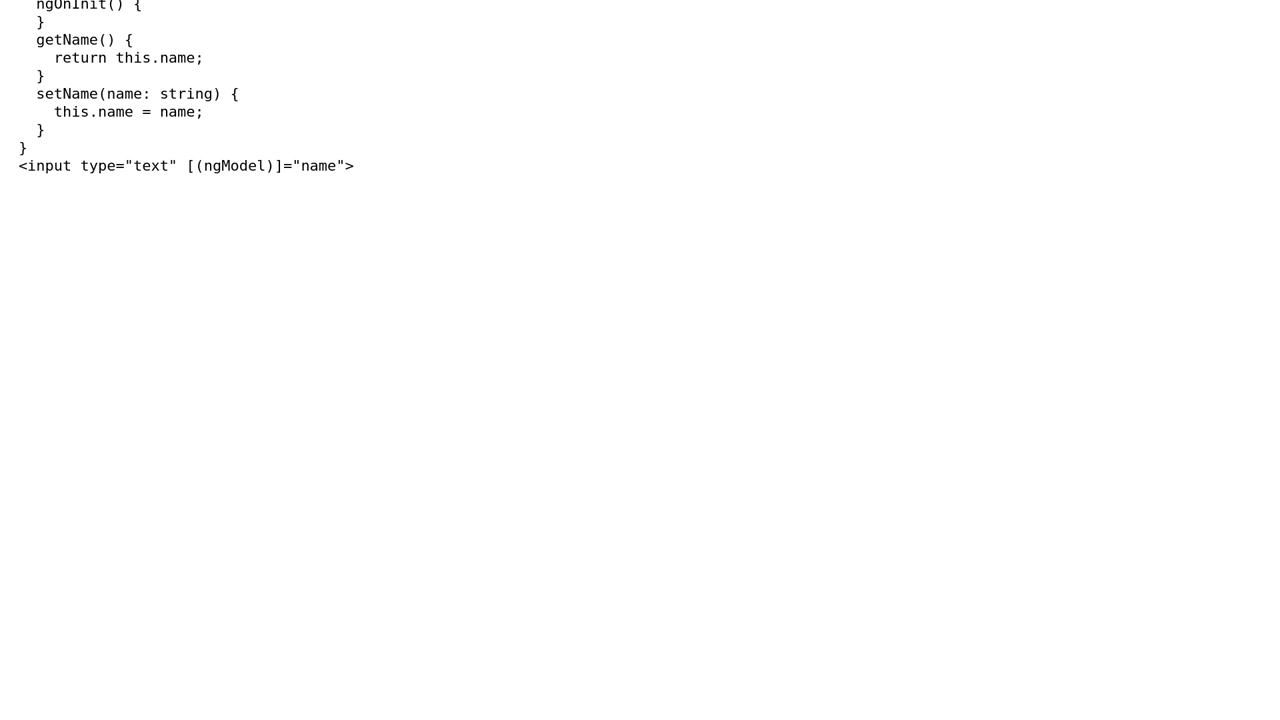 ngOnInit() {
  }
  getName() {
    return this.name;
  }
  setName(name: string) {
    this.name = name;
  }
}
<input type="text" [(ngModel)]="name">